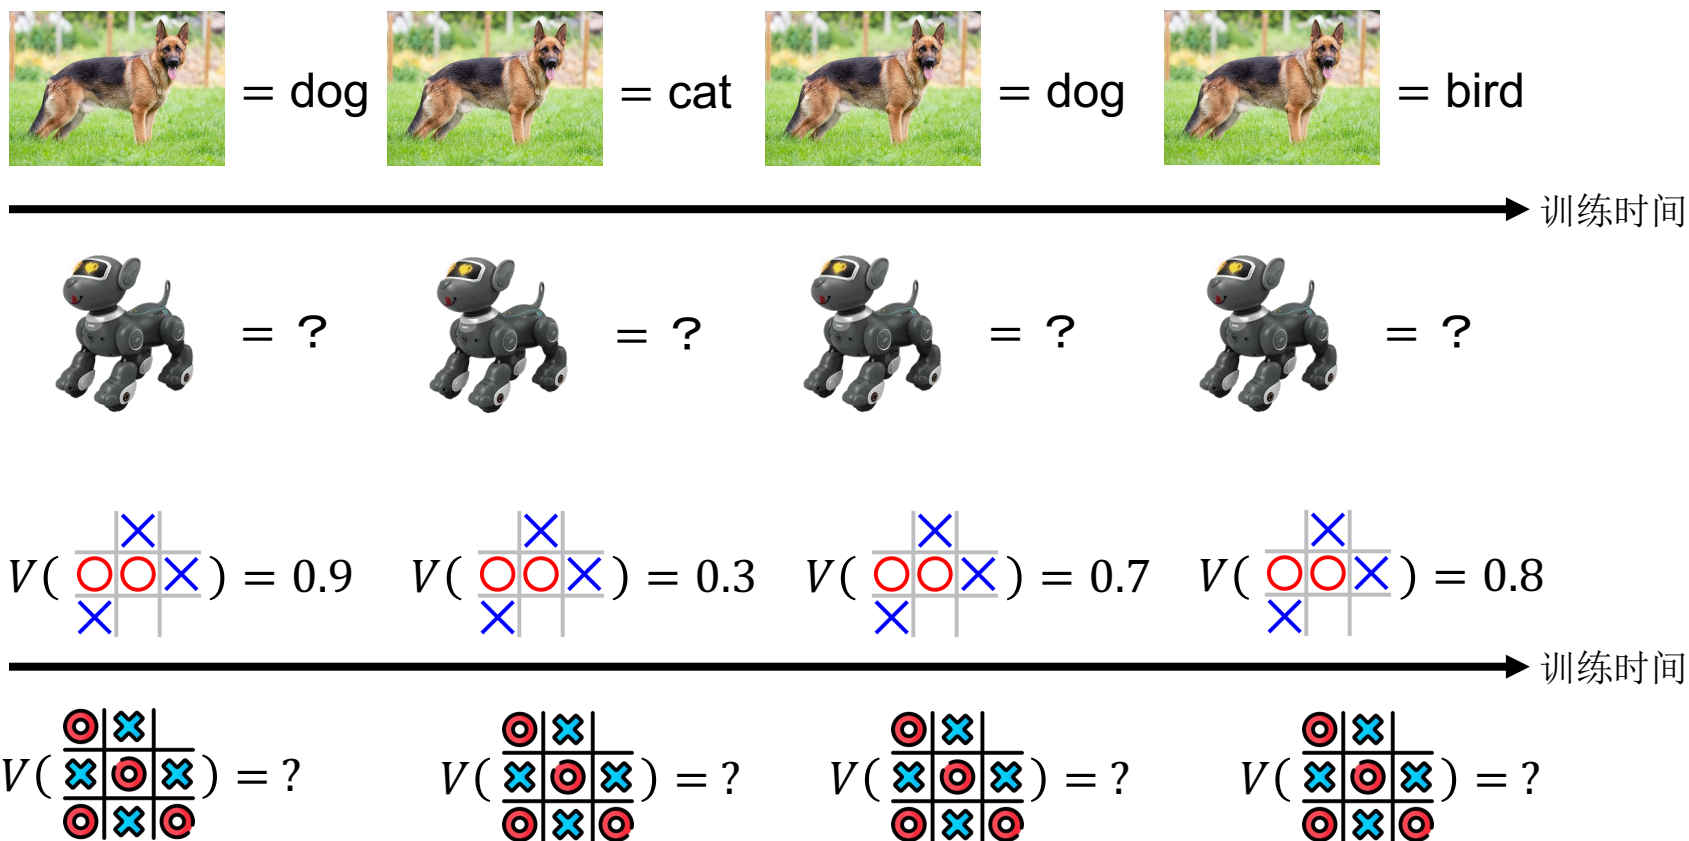 = dog = cat = dog = bird
训练时间
= ? = ? = ? = ?
V( ) = 0.9 V( ) = 0.3 V( ) = 0.7 V( ) = 0.8
训练时间
V( ) = ? V( ) = ? V( ) = ? V( ) = ?